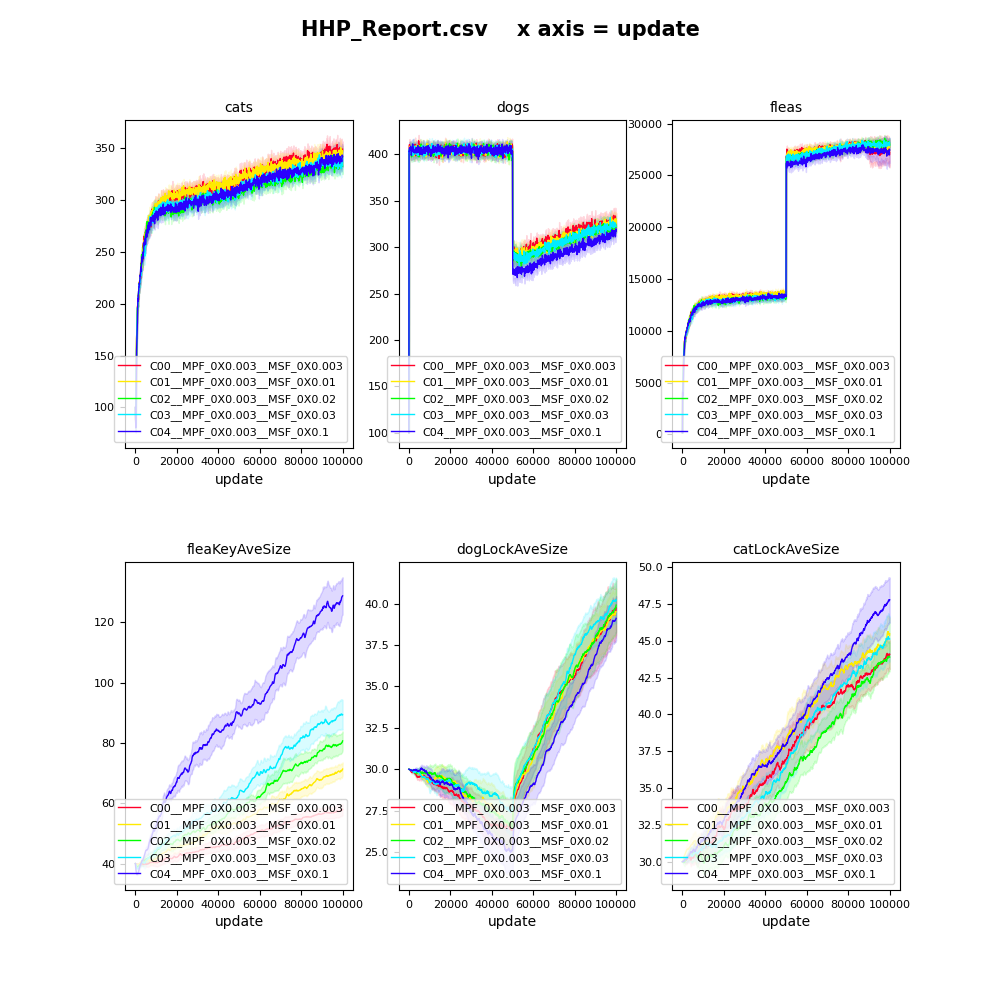 HHP_Report.csv    x axis = update
cats
350
300
250
200
150
100
C00__MPF_0X0.003__MSF_0X0.003
C01__MPF_0X0.003__MSF_0X0.01
C02__MPF_0X0.003__MSF_0X0.02
C03__MPF_0X0.003__MSF_0X0.03
C04__MPF_0X0.003__MSF_0X0.1
0 20000 40000 60000 80000 100000
update
dogs
400
350
300
250
200
150
100
C00__MPF_0X0.003__MSF_0X0.003
C01__MPF_0X0.003__MSF_0X0.01
C02__MPF_0X0.003__MSF_0X0.02
C03__MPF_0X0.003__MSF_0X0.03
C04__MPF_0X0.003__MSF_0X0.1
0 20000 40000 60000 80000 100000
update
fleas
30000
25000
20000
15000
10000
5000
0
C00__MPF_0X0.003__MSF_0X0.003
C01__MPF_0X0.003__MSF_0X0.01
C02__MPF_0X0.003__MSF_0X0.02
C03__MPF_0X0.003__MSF_0X0.03
C04__MPF_0X0.003__MSF_0X0.1
0 20000 40000 60000 80000 100000
update
fleaKeyAveSize
120
100
80
60
40
C00__MPF_0X0.003__MSF_0X0.003
C01__MPF_0X0.003__MSF_0X0.01
C02__MPF_0X0.003__MSF_0X0.02
C03__MPF_0X0.003__MSF_0X0.03
C04__MPF_0X0.003__MSF_0X0.1
0 20000 40000 60000 80000 100000
update
dogLockAveSize
40.0
37.5
35.0
32.5
30.0
27.5
25.0
C00__MPF_0X0.003__MSF_0X0.003
C01__MPF_0X0.003__MSF_0X0.01
C02__MPF_0X0.003__MSF_0X0.02
C03__MPF_0X0.003__MSF_0X0.03
C04__MPF_0X0.003__MSF_0X0.1
0 20000 40000 60000 80000 100000
update
catLockAveSize
50.0
47.5
45.0
42.5
40.0
37.5
35.0
32.5
30.0
C00__MPF_0X0.003__MSF_0X0.003
C01__MPF_0X0.003__MSF_0X0.01
C02__MPF_0X0.003__MSF_0X0.02
C03__MPF_0X0.003__MSF_0X0.03
C04__MPF_0X0.003__MSF_0X0.1
0 20000 40000 60000 80000 100000
update